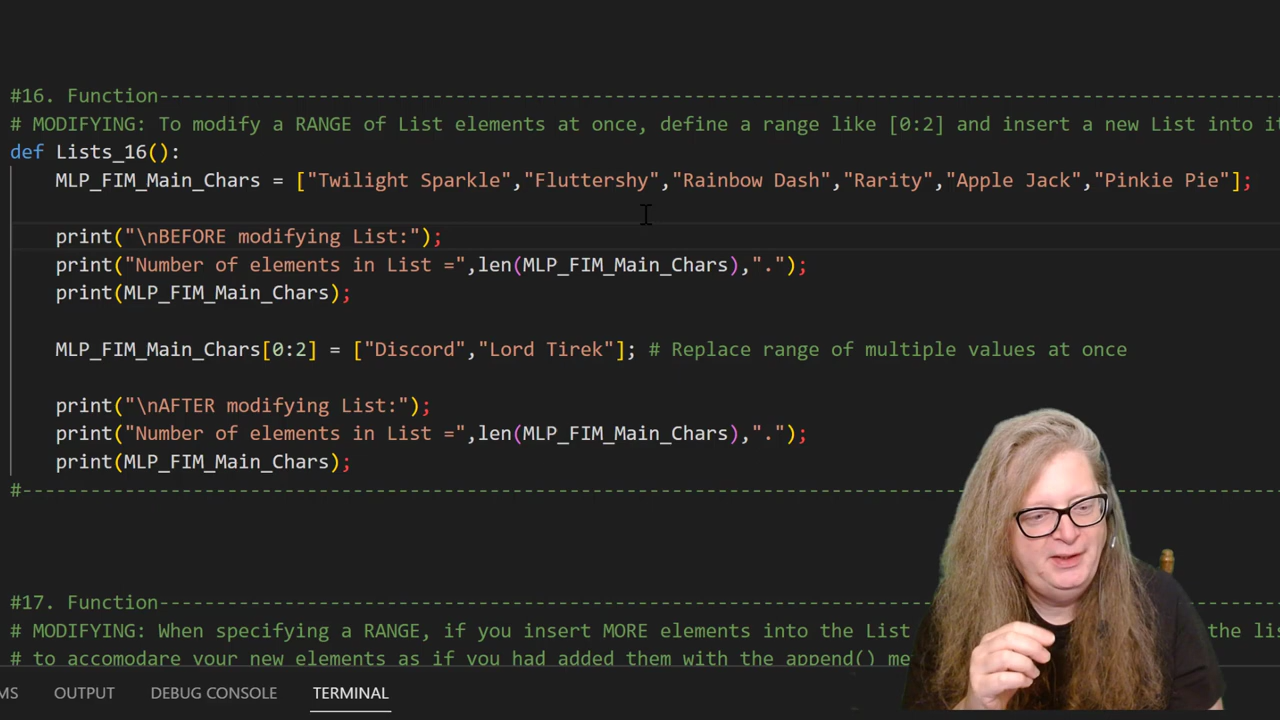 #16. Function--------------------------------------------------------------------------------------------------
# MODIFYING: To modify a RANGE of List elements at once, define a range like [0:2] and insert a new List into
def Lists_16():
MLP_FIM_Main_Chars = ["Twilight Sparkle","Fluttershy","Rainbow Dash","Rarity","Apple Jack","Pinkie Pie"];
print("\nBEFORE modifying List:");
print("Number of elements in List =",len(MLP_FIM_Main_Chars),".");
print(MLP_FIM_Main_Chars);
MLP_FIM_Main_Chars[0:2] = ["Discord","Lord Tirek"]; # Replace range of multiple values at once
print("\nAFTER modifying List:");
print("Number of elements in List =",len(MLP_FIM_Main_Chars),".");
print(MLP_FIM_Main_Chars);
#--------------------------------------------------------------------------------------------------------------
#17. Function--------------------------------------------------------------------------------------------------
# MODIFYING: When specifying a RANGE, if you insert MORE elements into the List the
# to accomodare your new elements as if you had added them with the append()
MS OUTPUT DEBUG CONSOLE TERMINAL